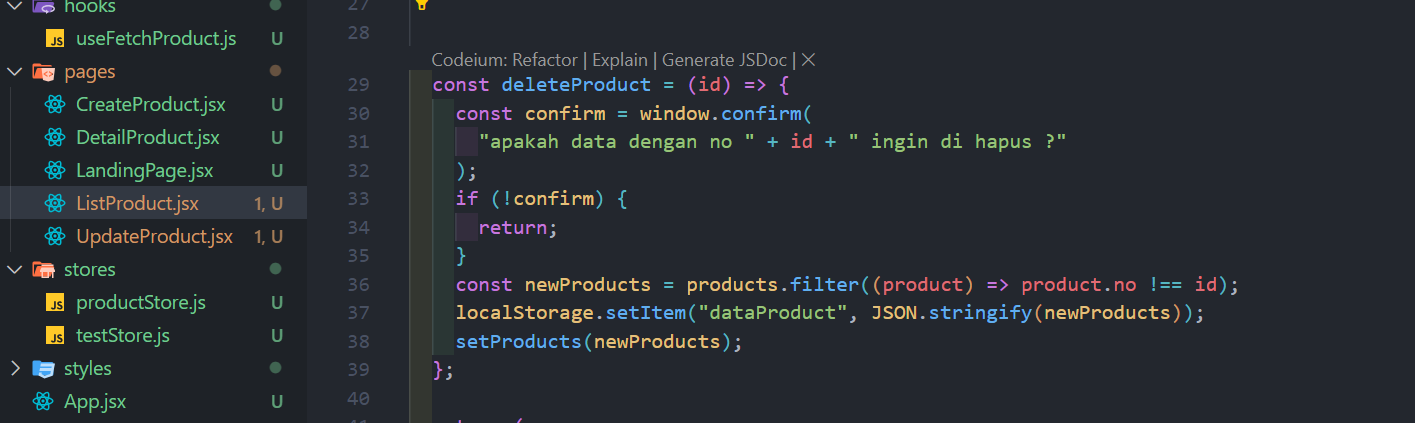 hooks
useFetchProduct.js U
pages
CreateProduct.jsx U
DetailProduct.jsx U
LandingPage.jsx U
ListProduct.jsx 1, U
UpdateProduct.jsx 1, U
stores
productStore.js U
testStore.js U
styles
App.jsx U
27
28
Codeium: Refactor | Explain | Generate JSDoc | ×
29 const deleteProduct = (id) => {
30 const confirm = window.confirm(
31 "apakah data dengan no " + id + " ingin di hapus ?"
32 );
33 if (!confirm) {
34 return;
35 }
36 const newProducts = products.filter((product) => product.no !== id);
37 localStorage.setItem("dataProduct", JSON.stringify(newProducts));
38 setProducts(newProducts);
39 };
40